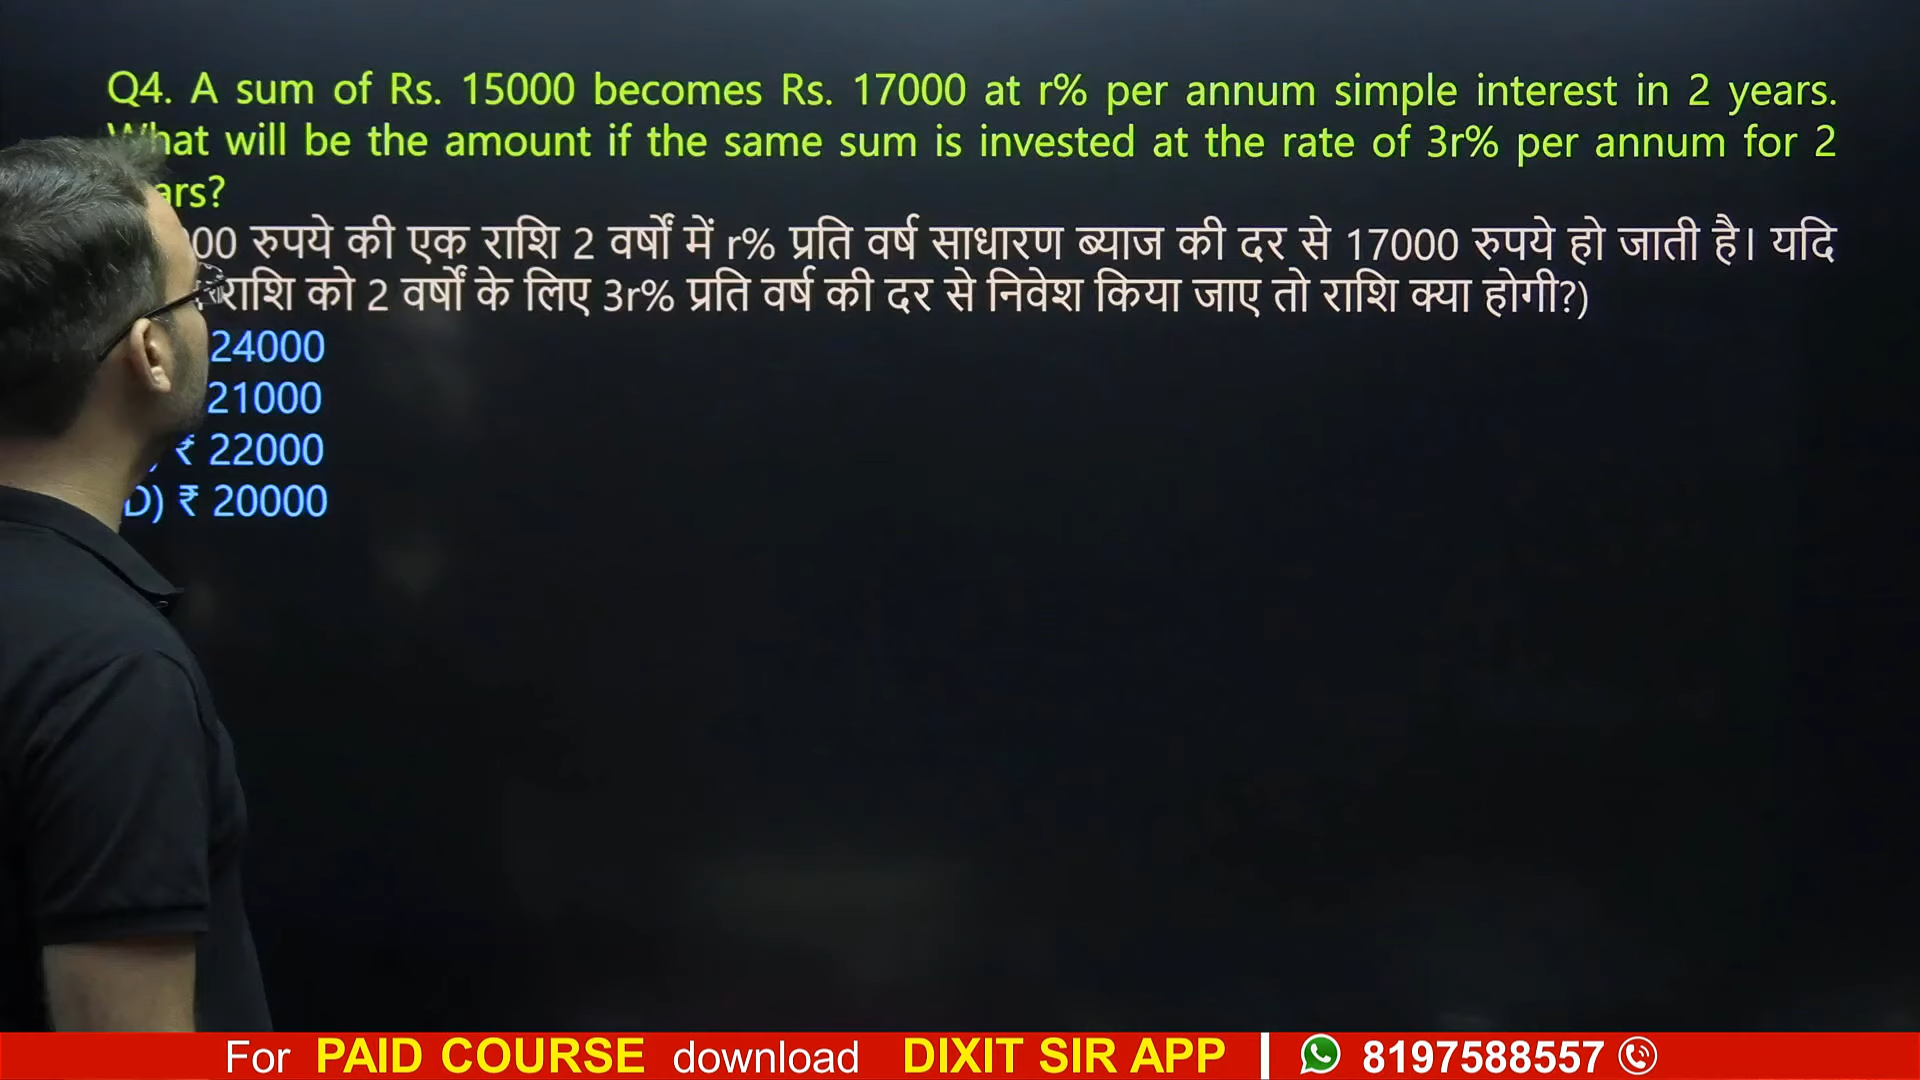 Q4. A sum of Rs. 15000 becomes Rs. 17000 at r% per annum simple interest in 2 years.
What will be the amount if the same sum is invested at the rate of 3r% per annum for 2
रुपये की एक राशि 2 वर्षों में r% प्रति वर्ष साधारण ब्याज की दर से 17000 रुपये हो जाती है। यदि
राशि को 2 वर्षों के लिए 3r% प्रति वर्ष की दर से निवेश किया जाए तो राशि क्या होगी?)
24000
21000
₹ 22000
D) ₹ 20000
For PAID COURSE download DIXIT SIR APP | 8197588557